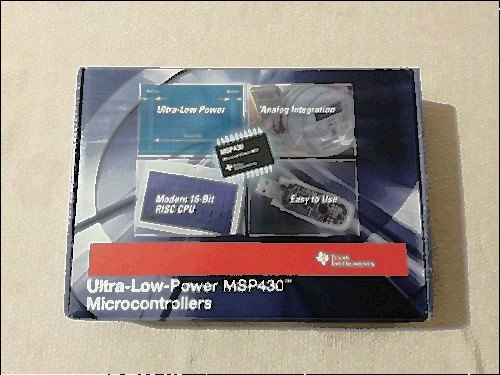 Ultra-Low Power
Analog Integration
MSP430
Modern 16-Bit
RISC CPU
Easy to Use
TEXAS
INSTRUMENTS
Ultra-Low-Power MSP430™
Microcontrollers